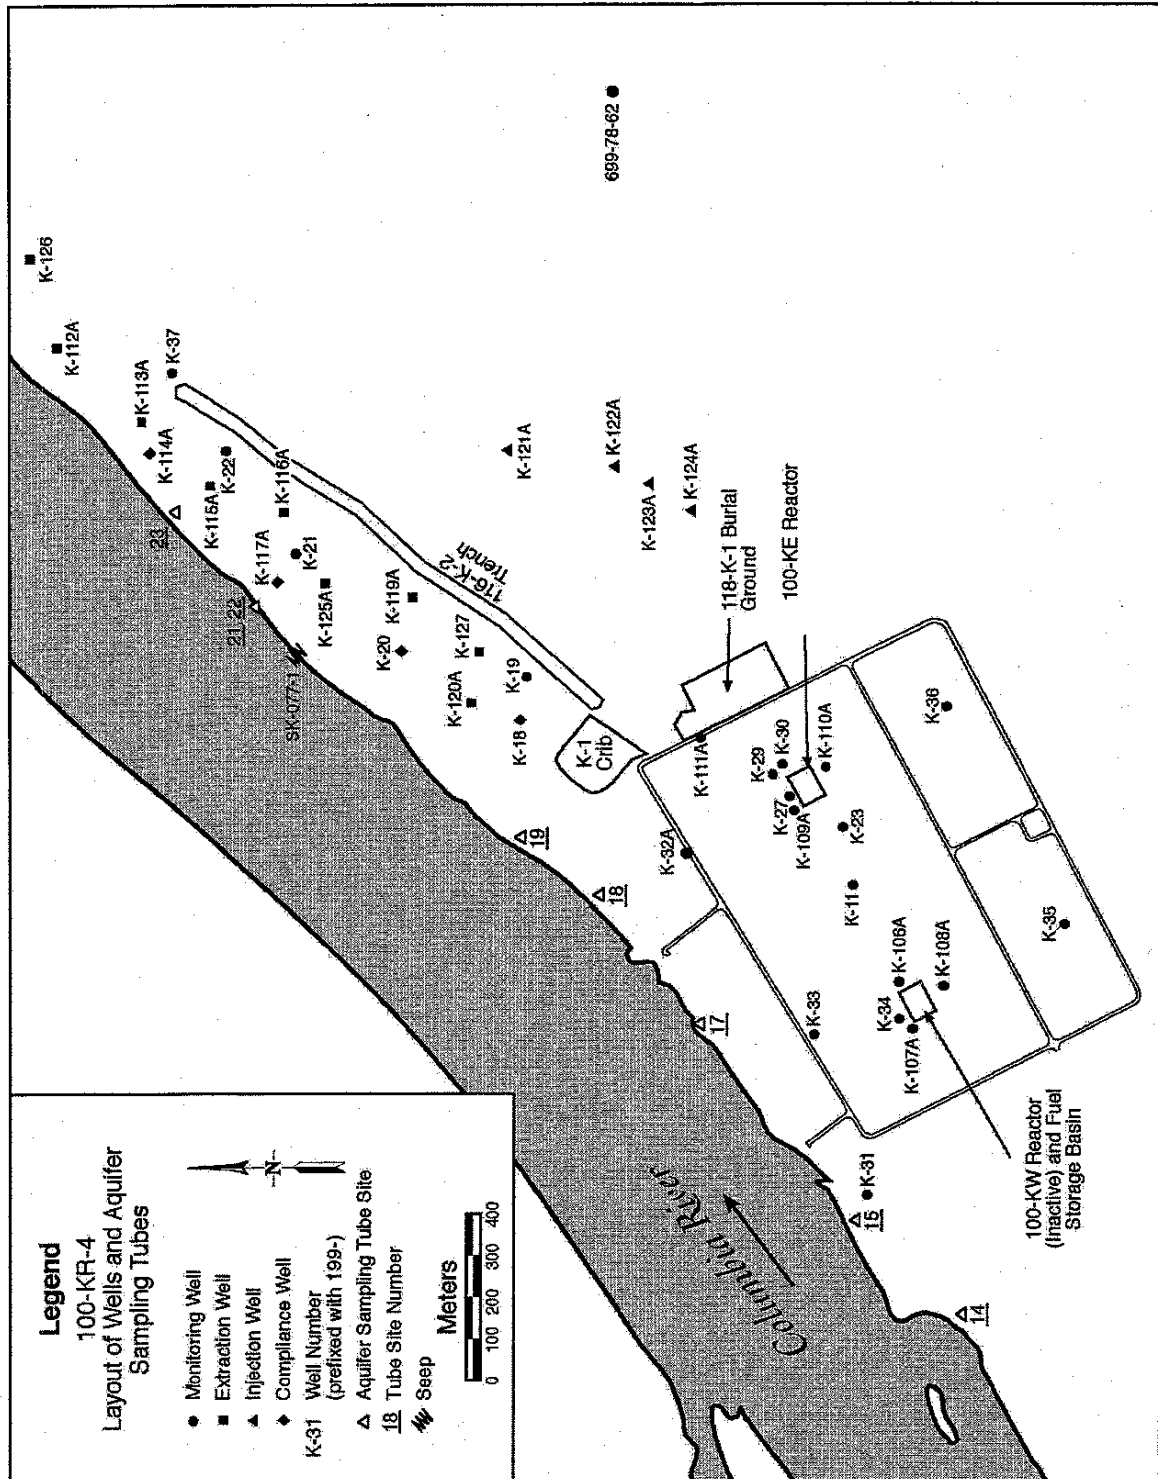 Legend
100-KR-4
Layout of Wells and Aquifer
Sampling Tubes
Monitoring Well
Extraction Well
Injection Well
Compliance Well
K-31 Well Number
(prefixed with 199-)
Aquifer Sampling Tube Site
18 Tube Site Number
Seep
-N-
Meters
0 100 200 300 400
Columbia River
K-126
K-112A
K-113A
K-37
K-114A
23
K-115A
K-22
K-116A
K-117A
K-21
21, 22
K-125A
SK-077-1
K-119A
K-20
116-K-2
Trench
K-127
K-120A
K-19
K-18
K-1
Crib
699-78-62
K-121A
K-122A
K-123A
K-124A
118-K-1 Burial
Ground
100-KE Reactor
19
18
17
15
14
K-111A
K-32A
K-29
K-30
K-27
K-109A
K-110A
K-23
K-11
K-36
K-35
K-33
K-34
K-106A
K-107A
K-108A
K-31
100-KW Reactor
(Inactive) and Fuel
Storage Basin